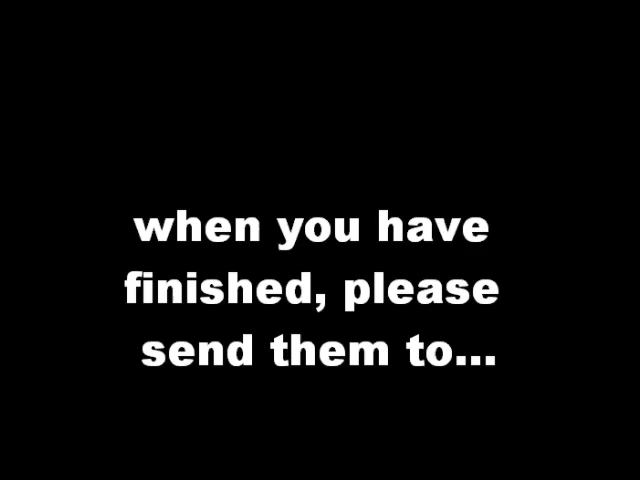 when you have
finished, please
send them to...